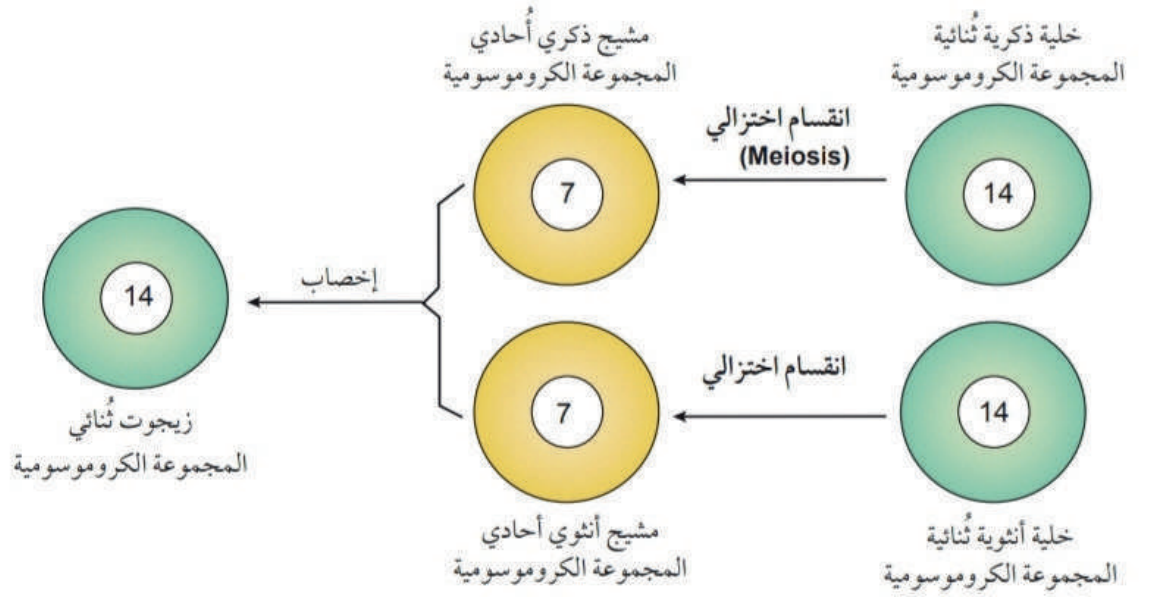 خلية ذكرية ثُنائية
المجموعة الكروموسومية
14
انقسام اختزالي
(Meiosis)
مشيج ذكري أُحادي
المجموعة الكروموسومية
7
14
خلية أنثوية ثُنائية
المجموعة الكروموسومية
انقسام اختزالي
7
مشيج أنثوي أحادي
المجموعة الكروموسومية
إخصاب
14
زيجوت ثُنائي
المجموعة الكروموسومية